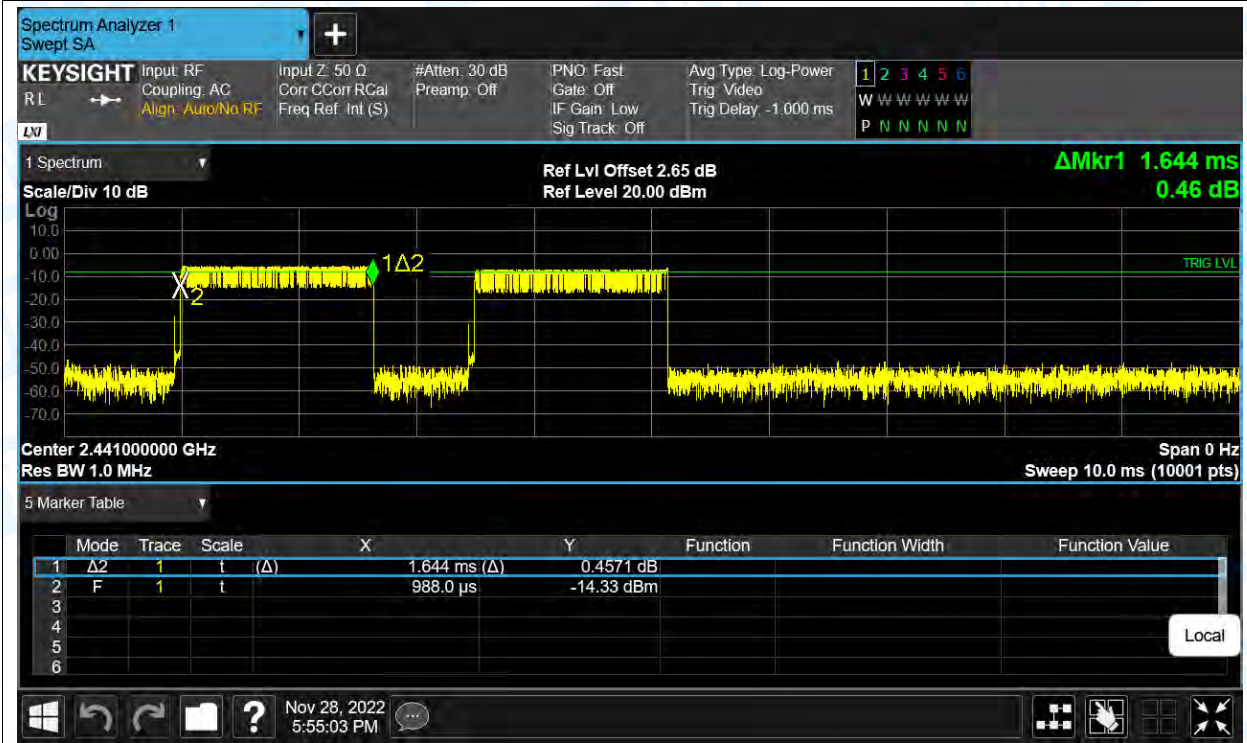 Spectrum Analyzer 1
Swept SA
+
KEYSIGHT Input: RF Input Z: 50 Ω #Atten: 30 dB PNO: Fast Avg Type: Log-Power 1 2 3 4 5 6
RL Coupling: AC Corr CCorr RCal Preamp: Off Gate: Off Trig: Video W W W W W W
Align: Auto/No RF Freq Ref: Int (S) IF Gain: Low Trig Delay: -1.000 ms
LXI Sig Track: Off P N N N N N
1 Spectrum
Ref Lvl Offset 2.65 dB ΔMkr1 1.644 ms
Scale/Div 10 dB Ref Level 20.00 dBm 0.46 dB
Log
10.0
0.00
1Δ2
TRIG LVL
-10.0
2
-20.0
-30.0
-40.0
-50.0
-60.0
-70.0
Center 2.441000000 GHz Span 0 Hz
Res BW 1.0 MHz Sweep 10.0 ms (10001 pts)
5 Marker Table
Mode Trace Scale X Y Function Function Width Function Value
1 Δ2 1 t (Δ) 1.644 ms (Δ) 0.4571 dB
2 F 1 t 988.0 µs -14.33 dBm
3
4
5
6
Local
? Nov 28, 2022
5:55:03 PM